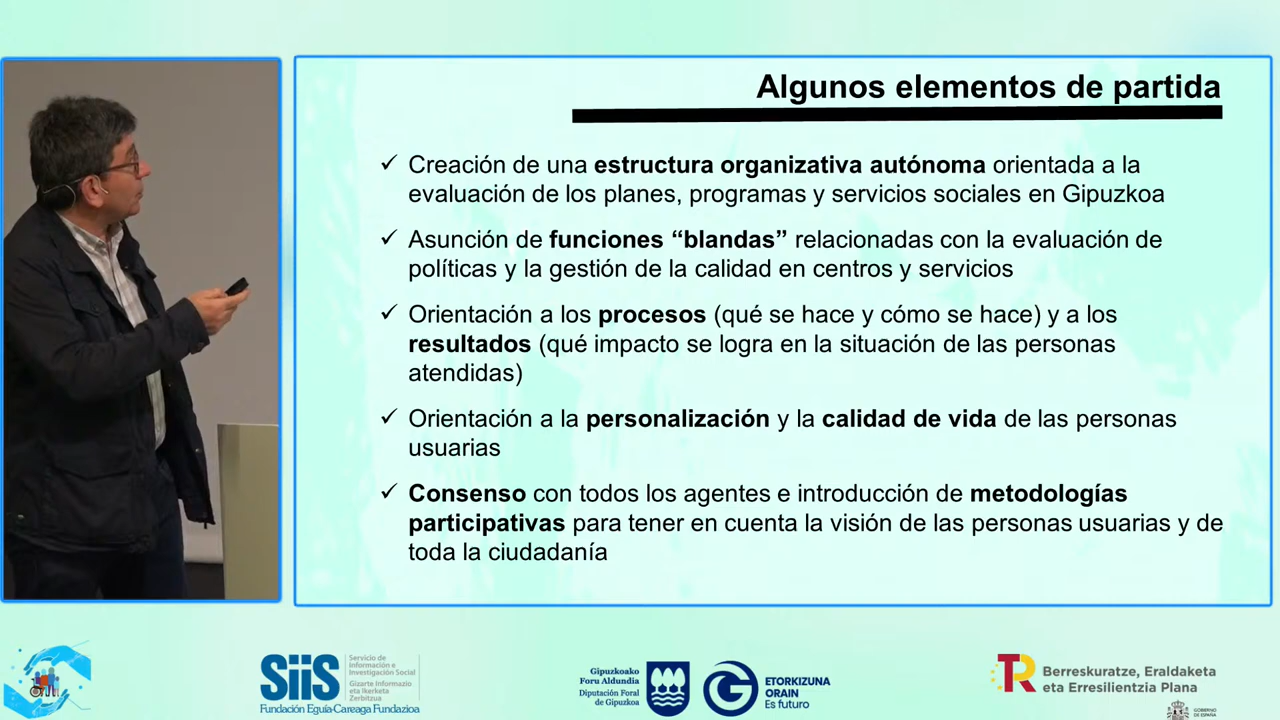 Algunos elementos de partida
✓ Creación de una estructura organizativa autónoma orientada a la
evaluación de los planes, programas y servicios sociales en Gipuzkoa
✓ Asunción de funciones “blandas” relacionadas con la evaluación de
políticas y la gestión de la calidad en centros y servicios
✓ Orientación a los procesos (qué se hace y cómo se hace) y a los
resultados (qué impacto se logra en la situación de las personas
atendidas)
✓ Orientación a la personalización y la calidad de vida de las personas
usuarias
✓ Consenso con todos los agentes e introducción de metodologías
participativas para tener en cuenta la visión de las personas usuarias y de
toda la ciudadanía
SiiS
Servicio de
Información e
Investigación Social
Gizarte Informazio
eta Ikerketa
Zerbitzua
Fundación Eguía-Careaga Fundazioa
Gipuzkoako
Foru Aldundia
Diputación Foral
de Gipuzkoa
G
ETORKIZUNA
ORAIN
Es futuro
TR
Berreskuratze, Eraldaketa
eta Erresilientzia Plana
GOBIERNO
DE ESPAÑA